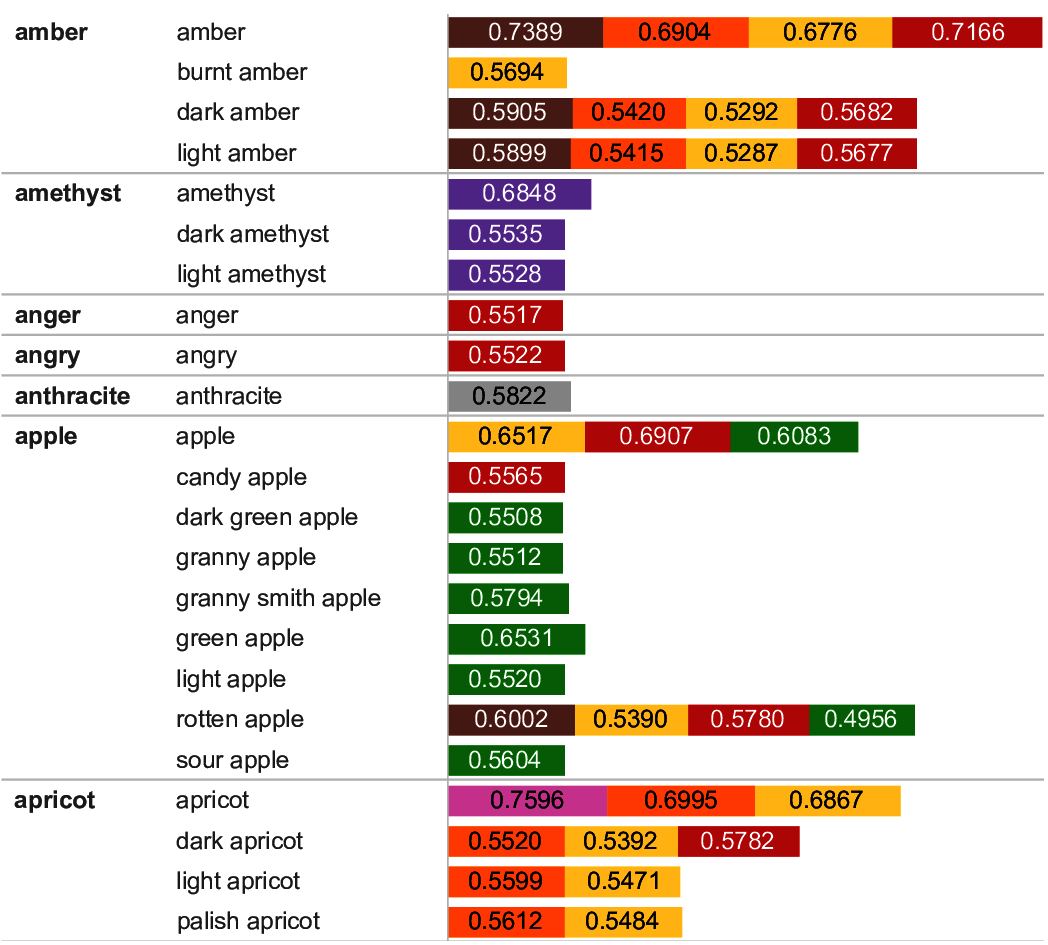 amber amber 0.7389 0.6904 0.6776 0.7166
burnt amber 0.5694
dark amber 0.5905 0.5420 0.5292 0.5682
light amber 0.5899 0.5415 0.5287 0.5677
amethyst amethyst 0.6848
dark amethyst 0.5535
light amethyst 0.5528
anger anger 0.5517
angry angry 0.5522
anthracite anthracite 0.5822
apple apple 0.6517 0.6907 0.6083
candy apple 0.5565
dark green apple 0.5508
granny apple 0.5512
granny smith apple 0.5794
green apple 0.6531
light apple 0.5520
rotten apple 0.6002 0.5390 0.5780 0.4956
sour apple 0.5604
apricot apricot 0.7596 0.6995 0.6867
dark apricot 0.5520 0.5392 0.5782
light apricot 0.5599 0.5471
palish apricot 0.5612 0.5484